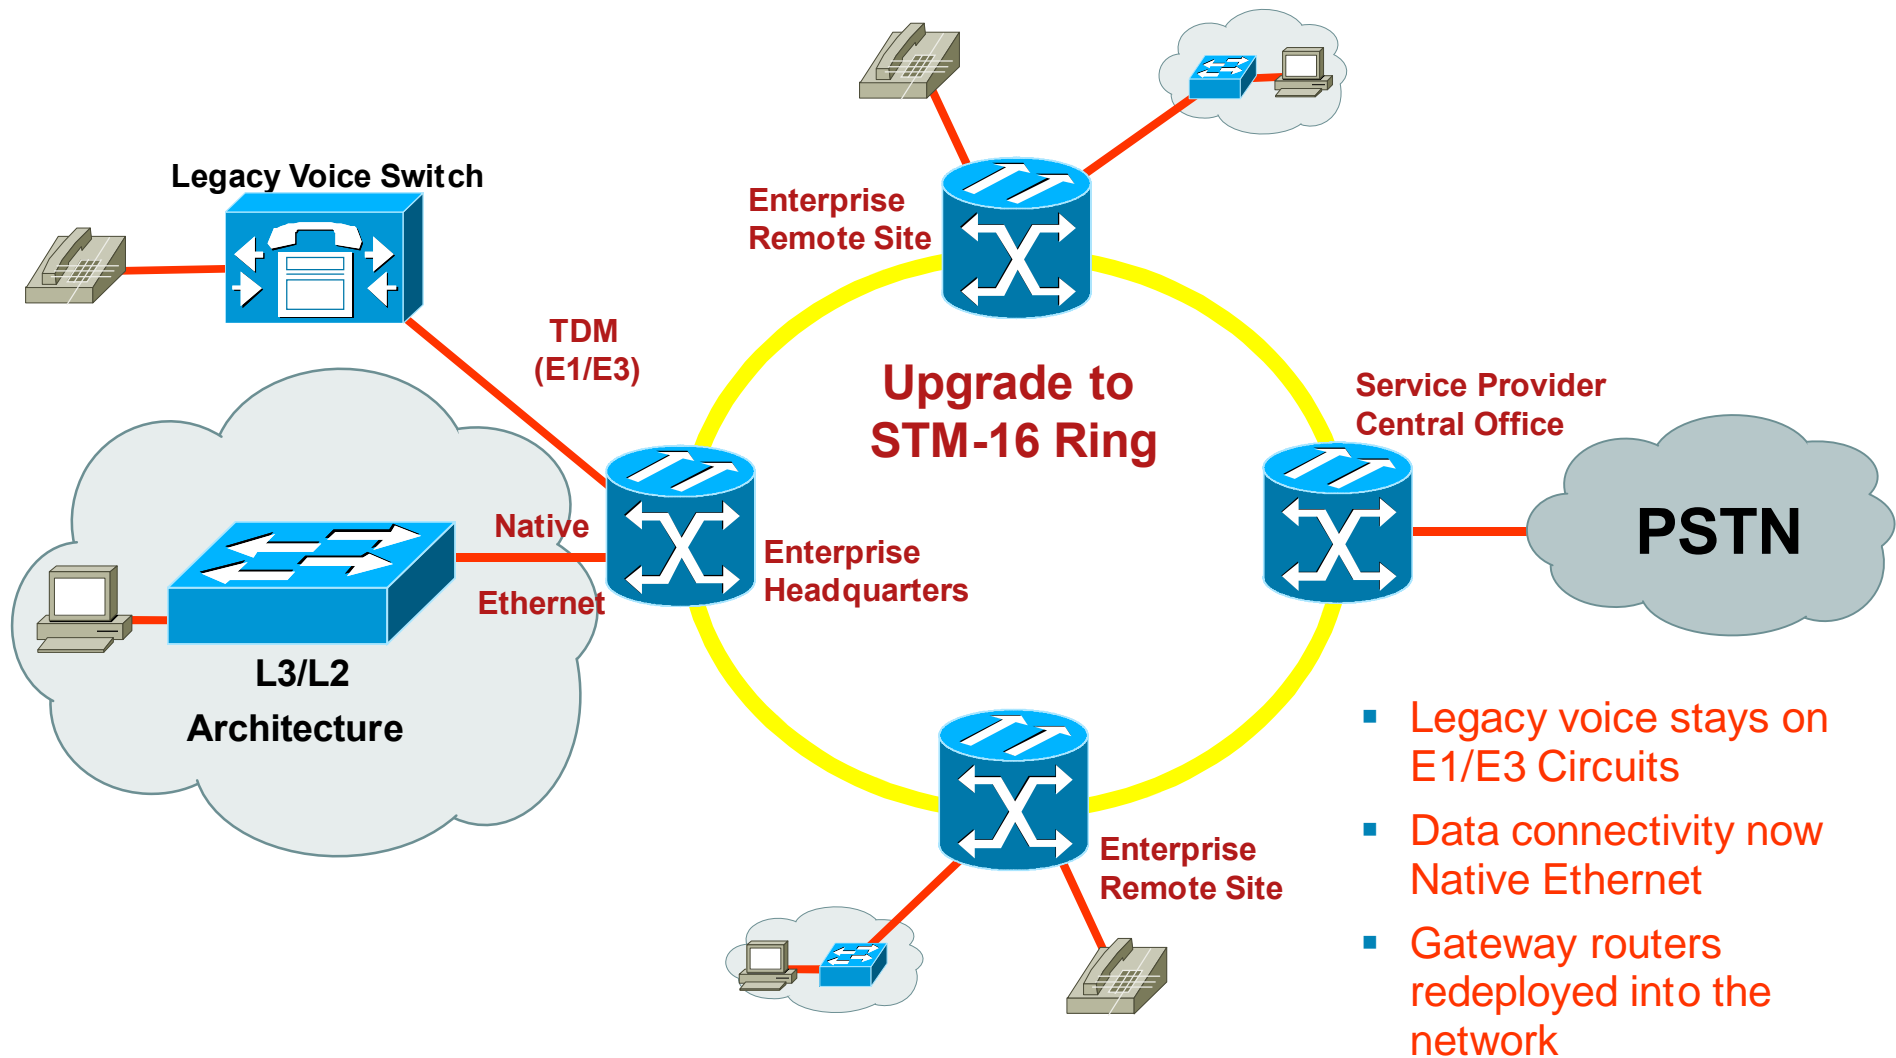 Legacy Voice Switch
Enterprise
Remote Site
TDM
(E1/E3)
Upgrade to
STM-16 Ring
Service Provider
Central Office
PSTN
Native
Ethernet
Enterprise
Headquarters
L3/L2
Architecture
Enterprise
Remote Site
Legacy voice stays on
E1/E3 Circuits
Data connectivity now
Native Ethernet
Gateway routers
redeployed into the
network